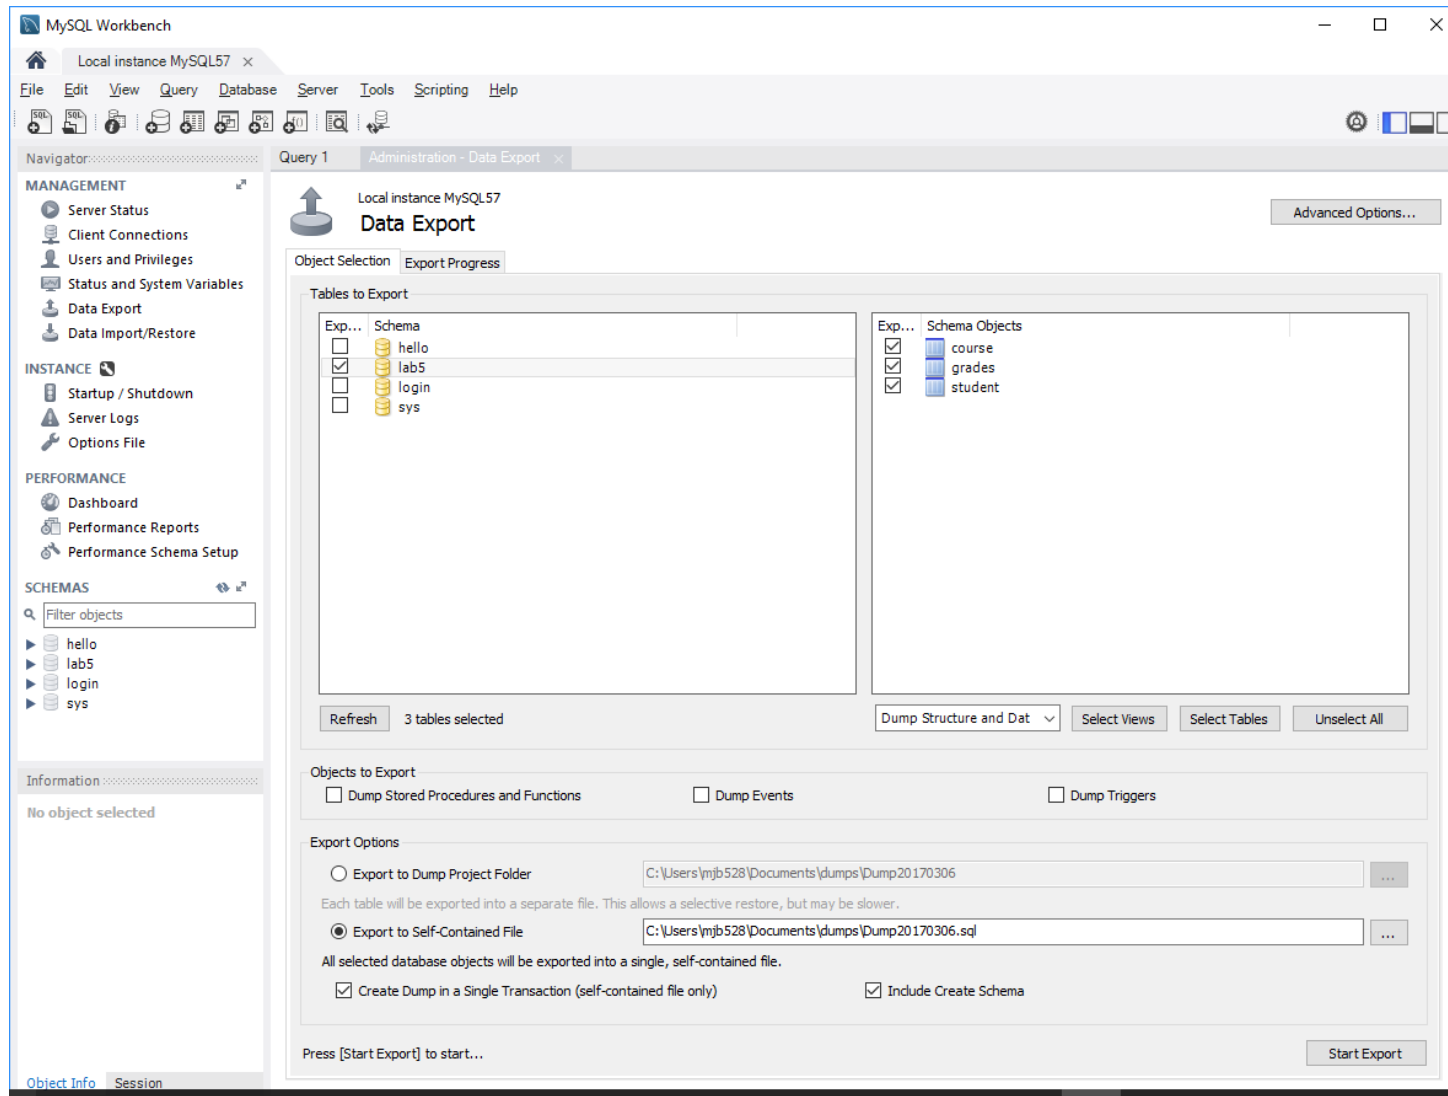 MySQL Workbench
Local instance MySQL57
File Edit View Query Database Server Tools Scripting Help
Navigator
MANAGEMENT
Server Status
Client Connections
Users and Privileges
Status and System Variables
Data Export
Data Import/Restore
INSTANCE
Startup / Shutdown
Server Logs
Options File
PERFORMANCE
Dashboard
Performance Reports
Performance Schema Setup
SCHEMAS
Filter objects
hello
lab5
login
sys
Information
No object selected
Object Info Session
Query 1 Administration - Data Export
Local instance MySQL57
Data Export
Advanced Options...
Object Selection Export Progress
Tables to Export
Exp... Schema
hello
lab5
login
sys
Exp... Schema Objects
course
grades
student
Refresh 3 tables selected
Dump Structure and Dat Select Views Select Tables Unselect All
Objects to Export
Dump Stored Procedures and Functions Dump Events Dump Triggers
Export Options
Export to Dump Project Folder C:\Users\mjb528\Documents\dumps\Dump20170306 ...
Each table will be exported into a separate file. This allows a selective restore, but may be slower.
Export to Self-Contained File C:\Users\mjb528\Documents\dumps\Dump20170306.sql ...
All selected database objects will be exported into a single, self-contained file.
Create Dump in a Single Transaction (self-contained file only) Include Create Schema
Press [Start Export] to start... Start Export